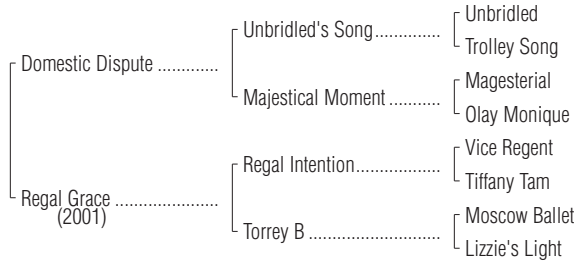 Unbridled
Unbridled's Song..............
Trolley Song
Domestic Dispute .............
Magesterial
Majestical Moment ...........
Olay Monique
Vice Regent
Regal Intention..................
Tiffany Tam
Regal Grace ......................
(2001)
Moscow Ballet
Torrey B ............................
Lizzie's Light